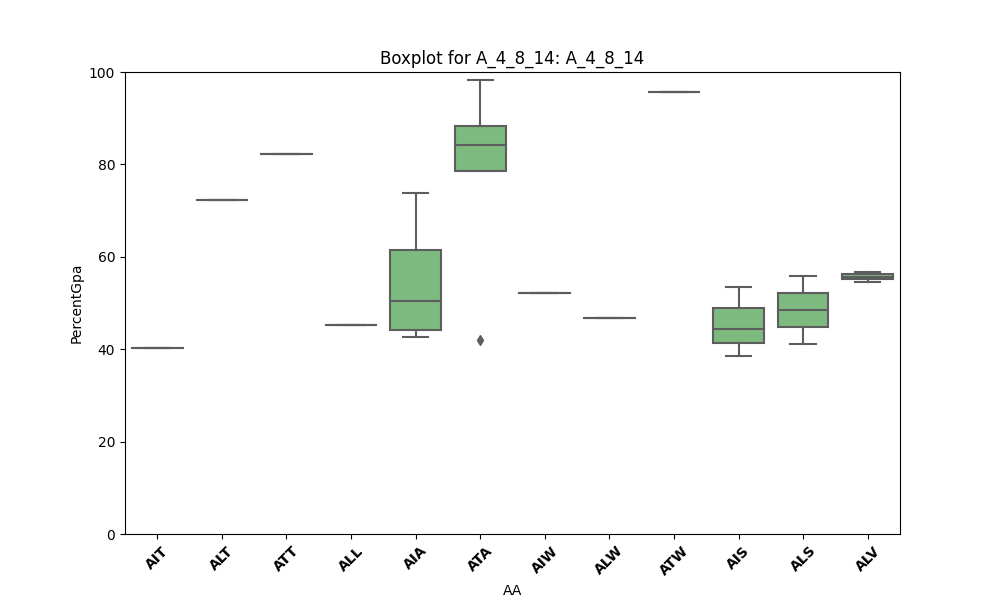 Boxplot for A_4_8_14: A_4_8_14
100
80
60
40
20
0
PercentGpa
AIT
ALT
ATT
ALL
AIA
ATA
AIW
ALW
ATW
AIS
ALS
ALV
AA